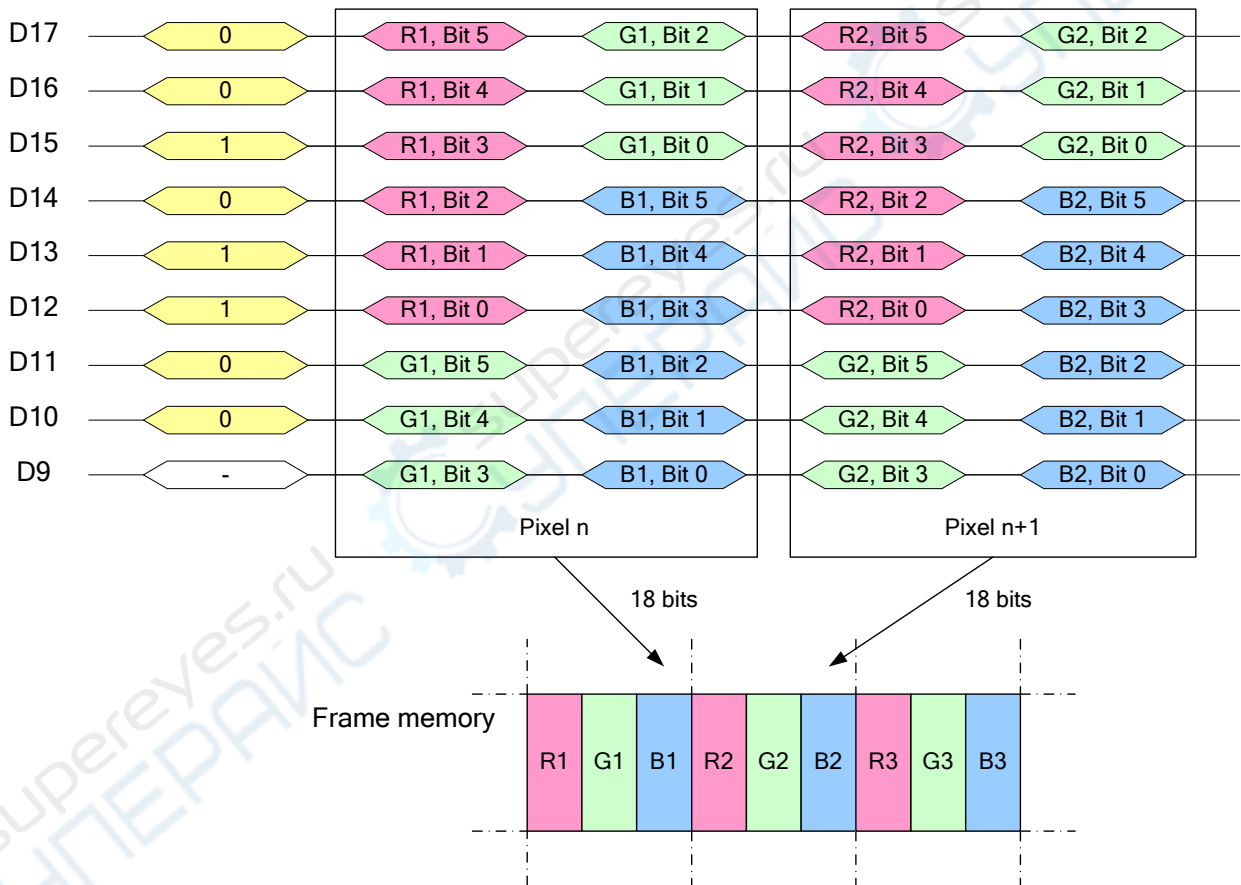 D17 0 R1, Bit 5 G1, Bit 2 R2, Bit 5 G2, Bit 2
D16 0 R1, Bit 4 G1, Bit 1 R2, Bit 4 G2, Bit 1
D15 1 R1, Bit 3 G1, Bit 0 R2, Bit 3 G2, Bit 0
D14 0 R1, Bit 2 B1, Bit 5 R2, Bit 2 B2, Bit 5
D13 1 R1, Bit 1 B1, Bit 4 R2, Bit 1 B2, Bit 4
D12 1 R1, Bit 0 B1, Bit 3 R2, Bit 0 B2, Bit 3
D11 0 G1, Bit 5 B1, Bit 2 G2, Bit 5 B2, Bit 2
D10 0 G1, Bit 4 B1, Bit 1 G2, Bit 4 B2, Bit 1
D9 - G1, Bit 3 B1, Bit 0 G2, Bit 3 B2, Bit 0
Pixel n Pixel n+1
18 bits 18 bits
Frame memory
R1 G1 B1 R2 G2 B2 R3 G3 B3
supereyes.ru
СУПЕРАЙС
supereyes.ru